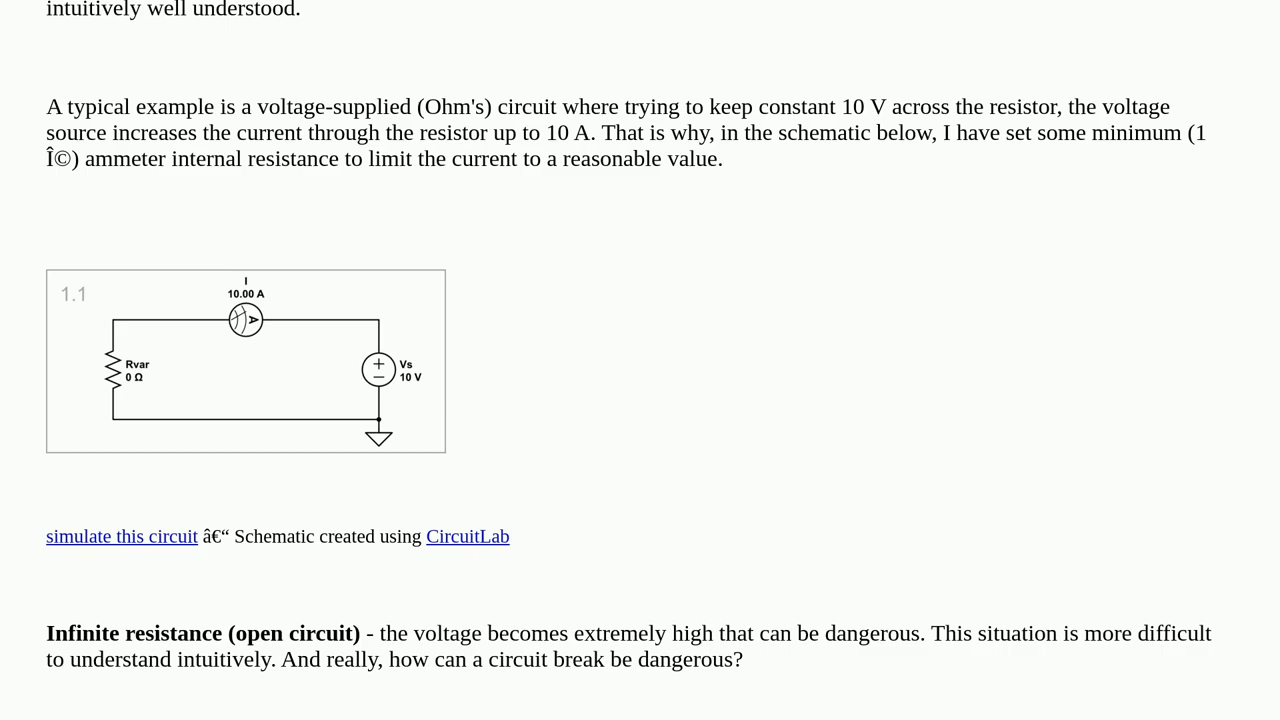 intuitively well understood.
A typical example is a voltage-supplied (Ohm's) circuit where trying to keep constant 10 V across the resistor, the voltage
source increases the current through the resistor up to 10 A. That is why, in the schematic below, I have set some minimum (1
Î©) ammeter internal resistance to limit the current to a reasonable value.
1.1
I
10.00 A
A
Rvar
0 Ω
Vs
10 V
simulate this circuit â€“ Schematic created using CircuitLab
Infinite resistance (open circuit) - the voltage becomes extremely high that can be dangerous. This situation is more difficult
to understand intuitively. And really, how can a circuit break be dangerous?